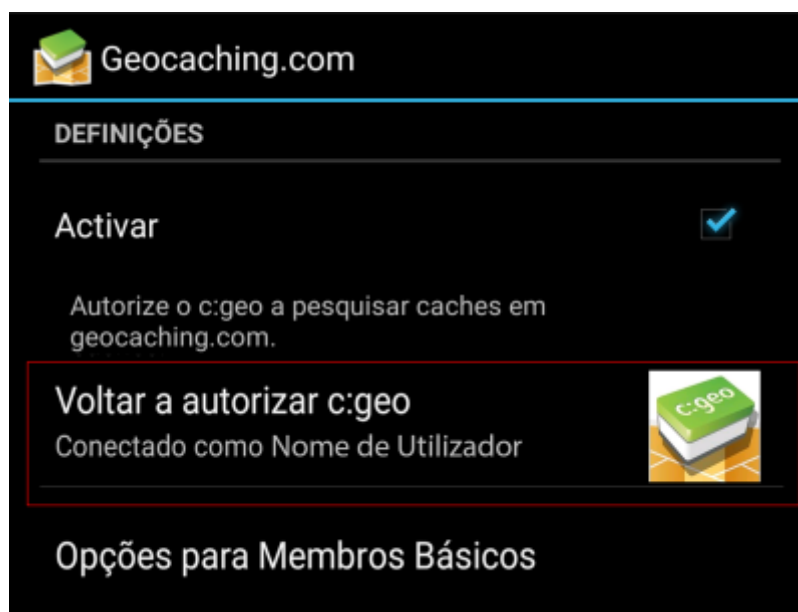 Geocaching.com
DEFINIÇÕES
Activar
Autorize o c:geo a pesquisar caches em
geocaching.com.
Voltar a autorizar c:geo
c:geo
Conectado como Nome de Utilizador
Opções para Membros Básicos